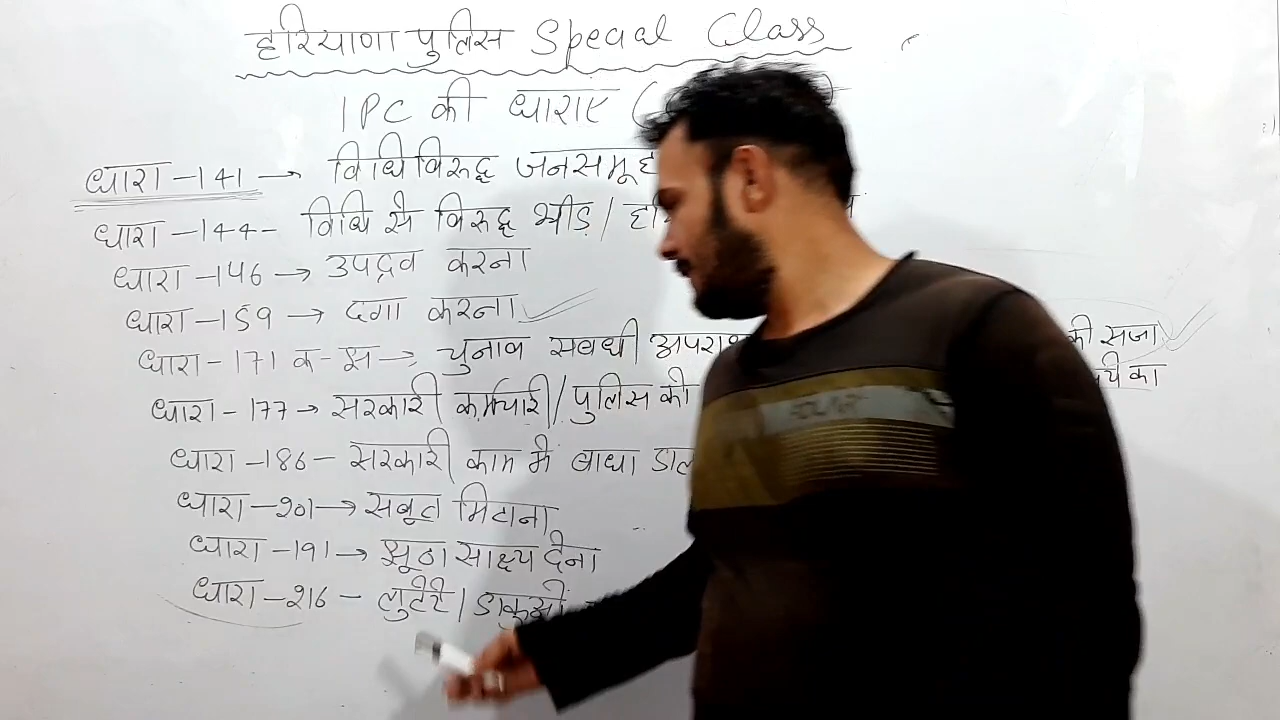 हरियाणा पुलिस Special Class
IPC की धाराए (
धारा -141 → विधि विरुद्ध जनसमूह
धारा -144- विधि से विरुद्ध भीड़ /
धारा -146 → उपद्रव करना
धारा -159 → दंगा करना
धारा - 171 क - झ → चुनाव संबधी अपराध की सजा
धारा - 177 → सरकारी कर्मचारी / पुलिस को का
धारा -186 - सरकारी काम में बाधा डाल
धारा -201 → सबूत मिटाना
धारा -191 → झूठा साक्ष्य देना
धारा -216 - लुटेरे / डाकुओं